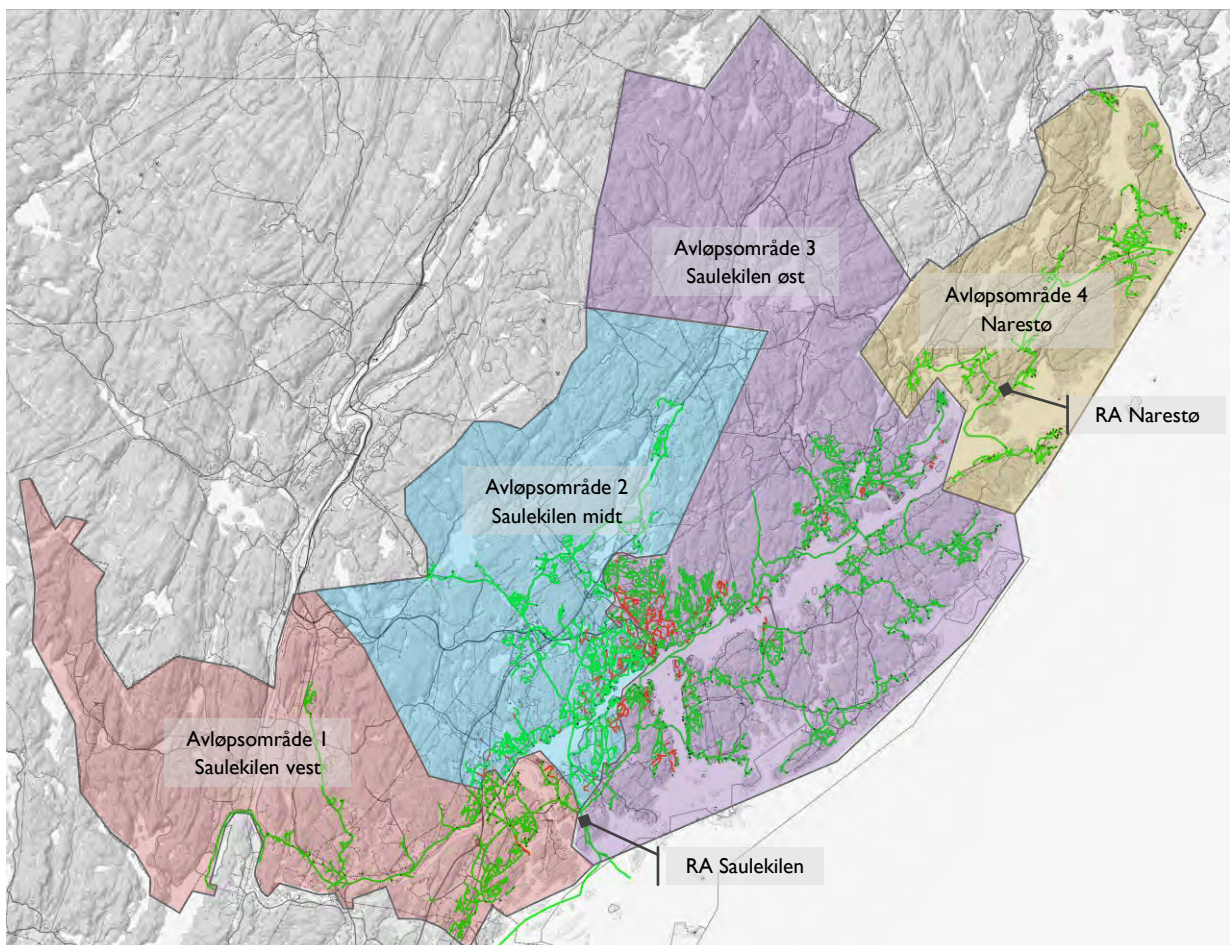 Avløpsområde 3
Saulekilen øst
Avløpsområde 4
Narestø
RA Narestø
Avløpsområde 2
Saulekilen midt
Avløpsområde 1
Saulekilen vest
RA Saulekilen